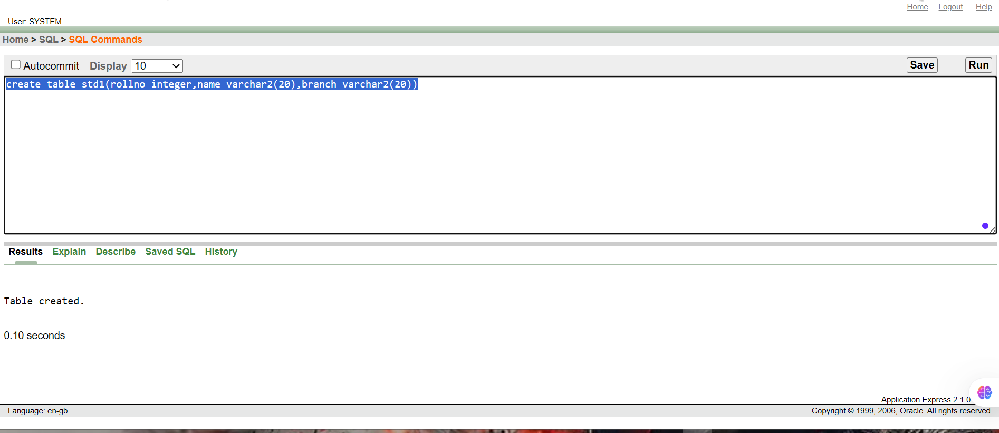 Home Logout Help
User: SYSTEM
Home > SQL > SQL Commands
Autocommit Display 10 Save Run
create table std1(rollno integer,name varchar2(20),branch varchar2(20))
Results Explain Describe Saved SQL History
Table created.
0.10 seconds
Application Express 2.1.0.
Language: en-gb Copyright © 1999, 2006, Oracle. All rights reserved.